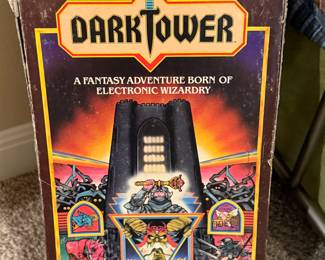 DARKTOWER
A FANTASY ADVENTURE BORN OF
ELECTRONIC WIZARDRY